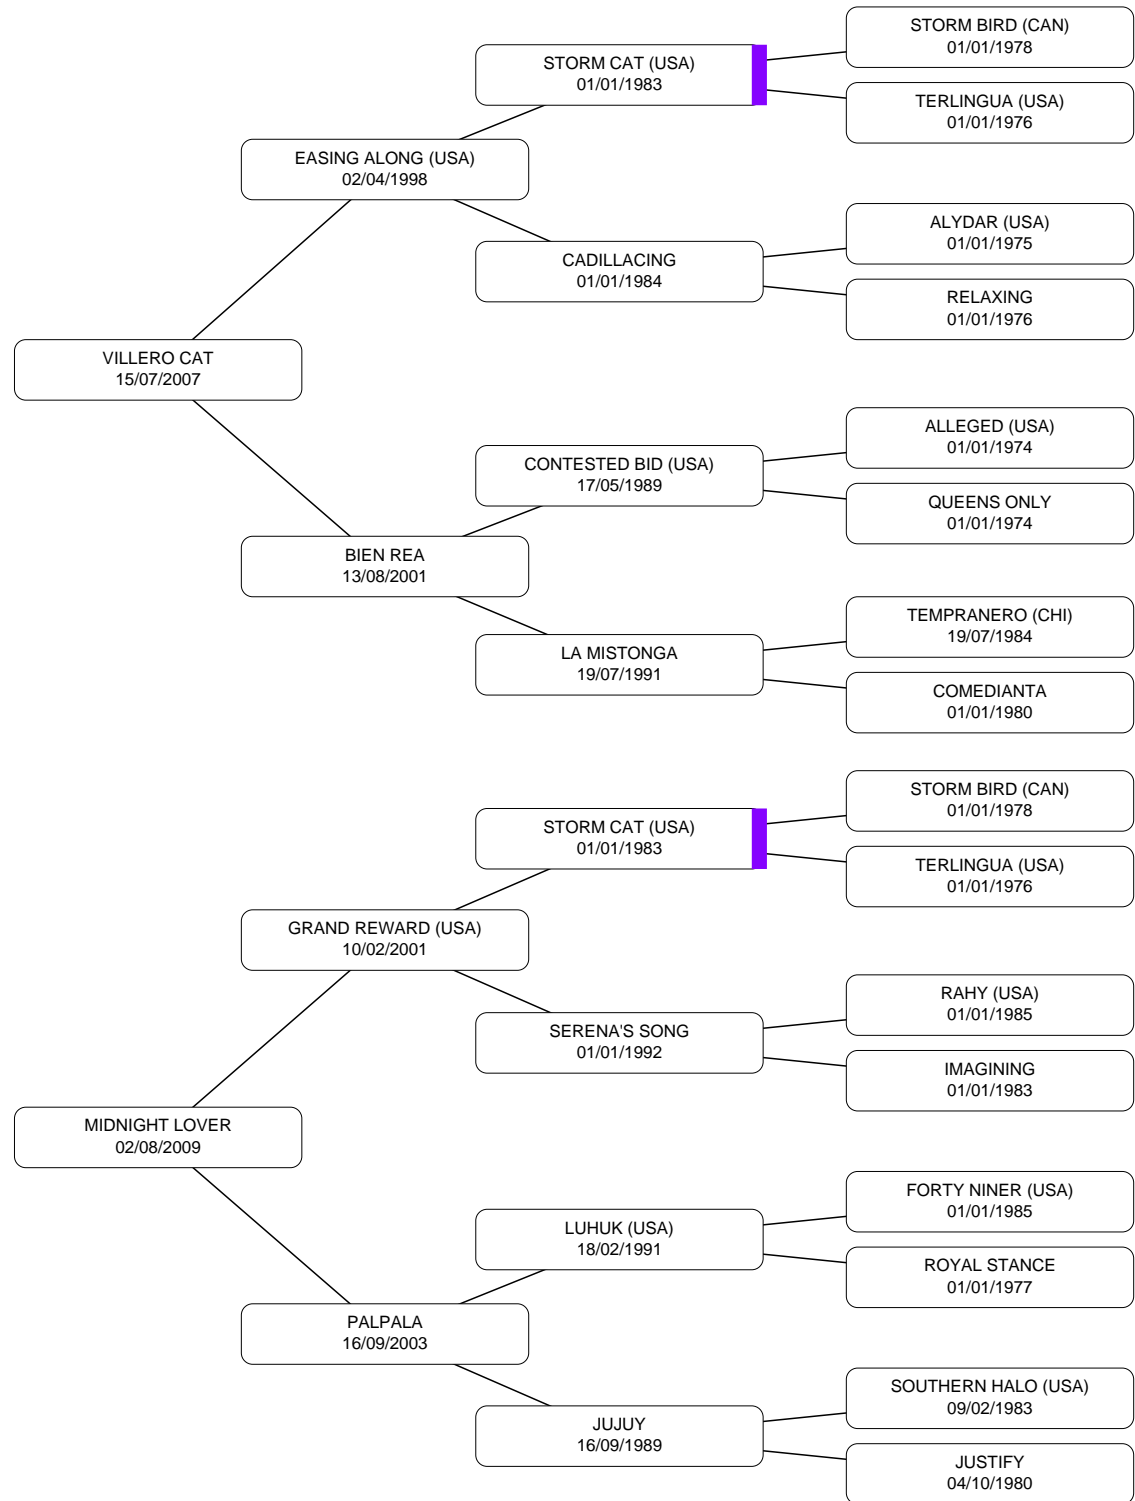 STORM BIRD (CAN)
01/01/1978
STORM CAT (USA)
01/01/1983
TERLINGUA (USA)
01/01/1976
EASING ALONG (USA)
02/04/1998
ALYDAR (USA)
01/01/1975
CADILLACING
01/01/1984
RELAXING
01/01/1976
VILLERO CAT
15/07/2007
ALLEGED (USA)
01/01/1974
CONTESTED BID (USA)
17/05/1989
QUEENS ONLY
01/01/1974
BIEN REA
13/08/2001
TEMPRANERO (CHI)
19/07/1984
LA MISTONGA
19/07/1991
COMEDIANTA
01/01/1980
STORM BIRD (CAN)
01/01/1978
STORM CAT (USA)
01/01/1983
TERLINGUA (USA)
01/01/1976
GRAND REWARD (USA)
10/02/2001
RAHY (USA)
01/01/1985
SERENA'S SONG
01/01/1992
IMAGINING
01/01/1983
MIDNIGHT LOVER
02/08/2009
FORTY NINER (USA)
01/01/1985
LUHUK (USA)
18/02/1991
ROYAL STANCE
01/01/1977
PALPALA
16/09/2003
SOUTHERN HALO (USA)
09/02/1983
JUJUY
16/09/1989
JUSTIFY
04/10/1980